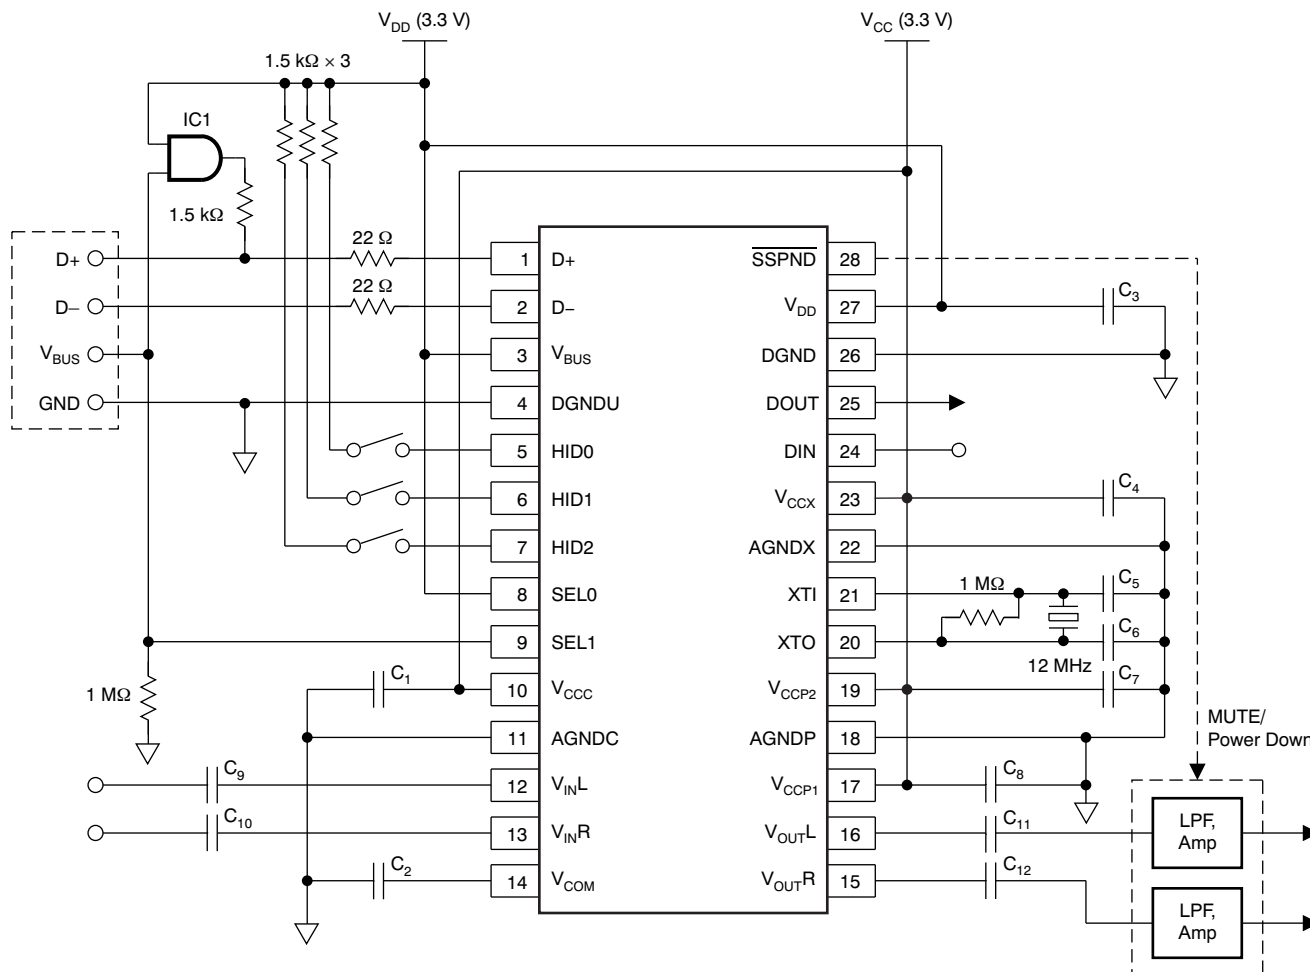 V_DD (3.3 V)
V_CC (3.3 V)
1.5 kΩ × 3
IC1
1.5 kΩ
22 Ω
22 Ω
D+
D–
V_BUS
GND
1 D+
2 D–
3 V_BUS
4 DGNDU
5 HID0
6 HID1
7 HID2
8 SEL0
9 SEL1
10 V_CCC
11 AGNDC
12 V_INL
13 V_INR
14 V_COM
SSPND 28
V_DD 27
DGND 26
DOUT 25
DIN 24
V_CCX 23
AGNDX 22
XTI 21
XTO 20
V_CCP2 19
AGNDP 18
V_CCP1 17
V_OUTL 16
V_OUTR 15
1 MΩ
C_1
C_9
C_10
C_2
C_3
C_4
1 MΩ
C_5
C_6
12 MHz
C_7
C_8
C_11
C_12
MUTE/
Power Down
LPF,
Amp
LPF,
Amp